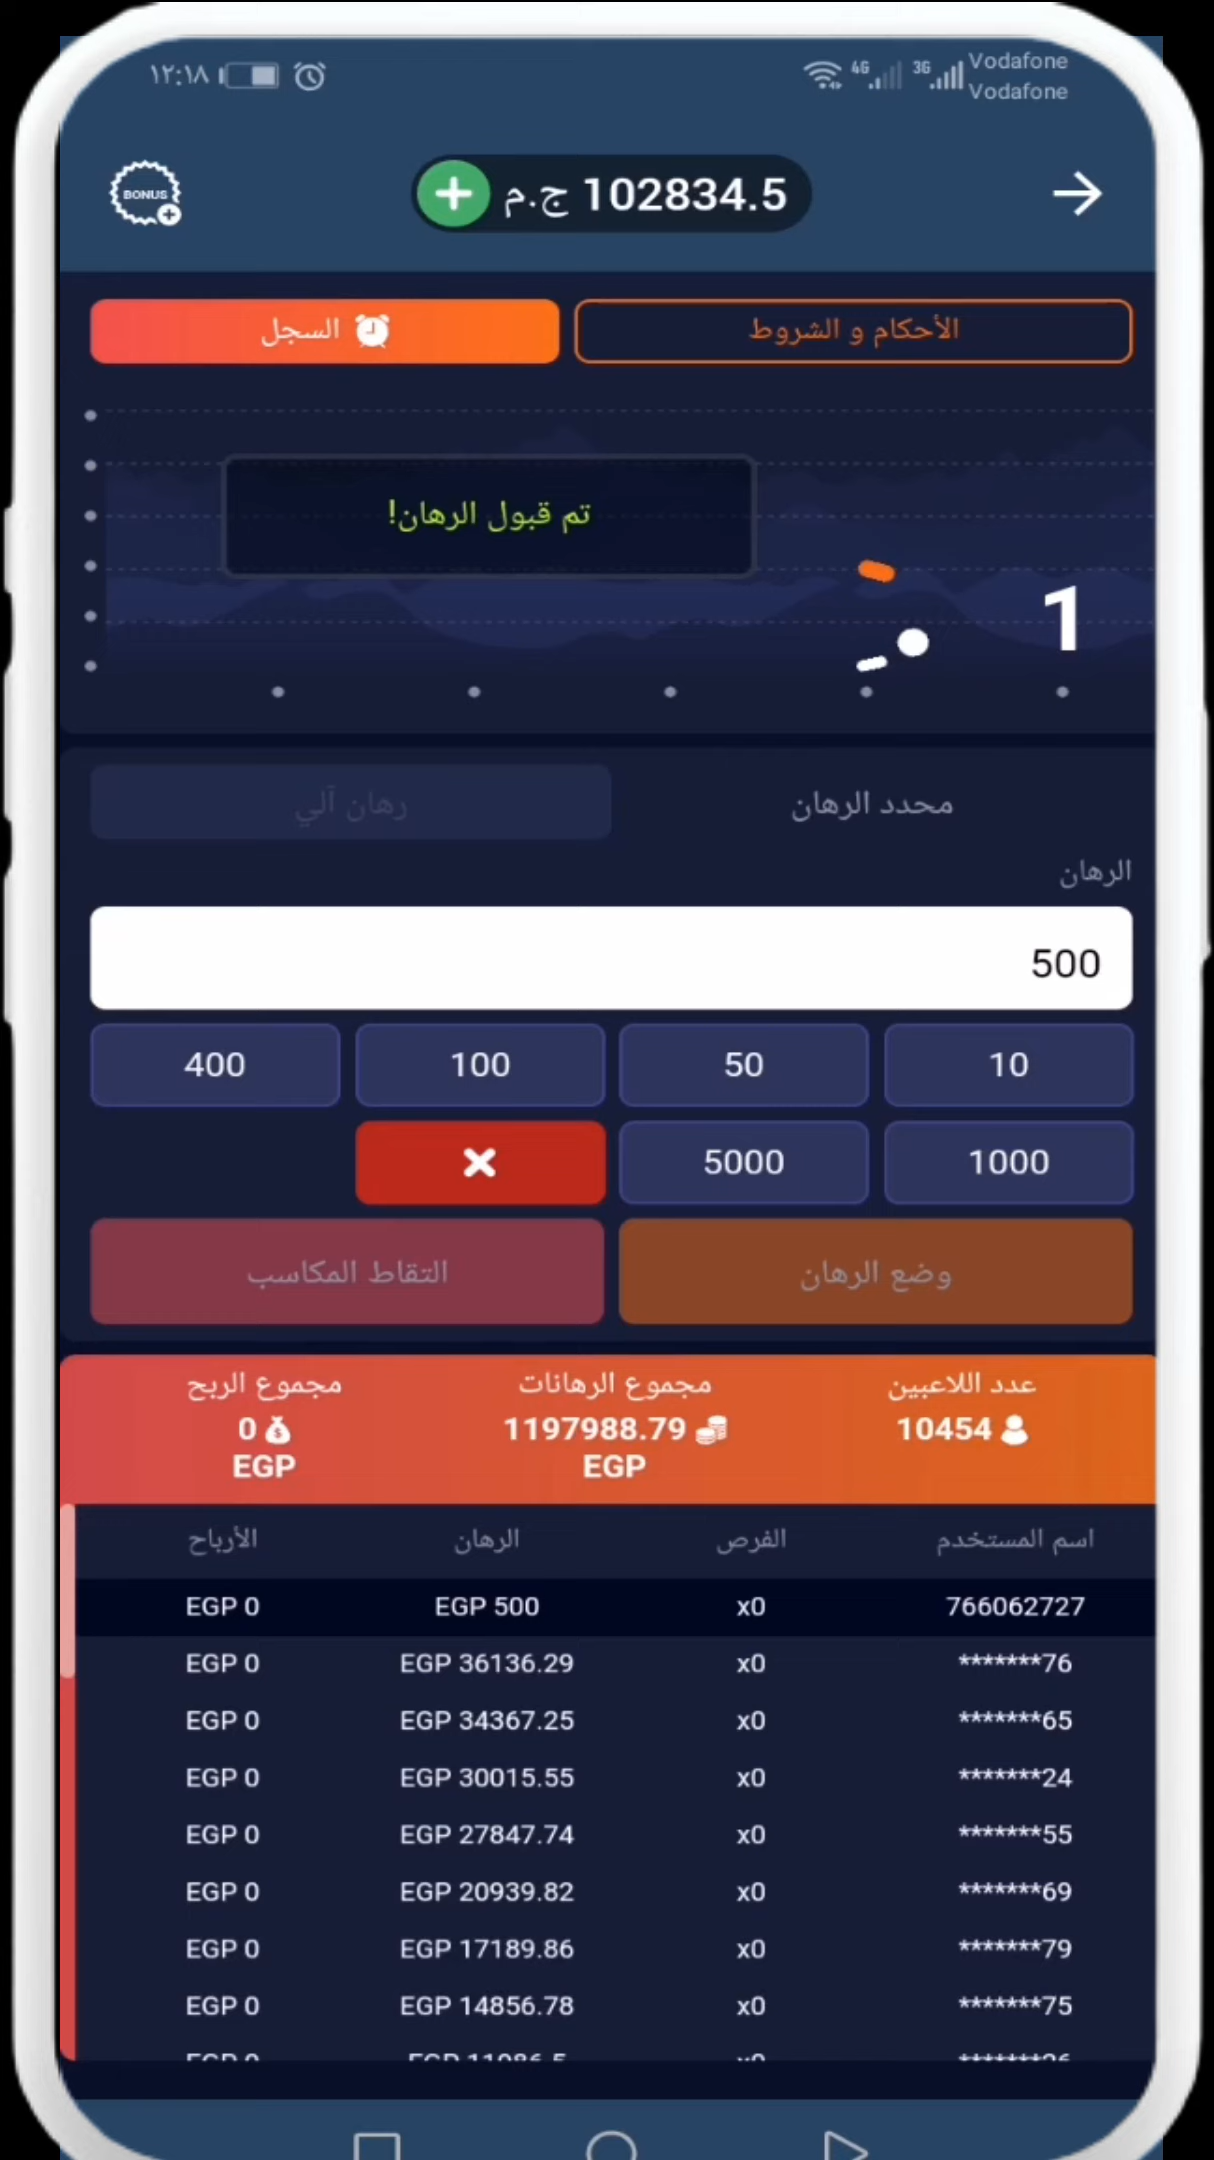 ١٢:١٨
4G 3G Vodafone
Vodafone
BONUS
102834.5 ج.م
الأحكام و الشروط
السجل
تم قبول الرهان!
1
محدد الرهان
رهان آلي
الرهان
500
10 50 100 400
1000 5000
وضع الرهان
التقاط المكاسب
عدد اللاعبين مجموع الرهانات مجموع الربح
10454 1197988.79 0
EGP EGP
اسم المستخدم الفرص الرهان الأرباح
766062727 x0 EGP 500 EGP 0
*******76 x0 EGP 36136.29 EGP 0
*******65 x0 EGP 34367.25 EGP 0
*******24 x0 EGP 30015.55 EGP 0
*******55 x0 EGP 27847.74 EGP 0
*******69 x0 EGP 20939.82 EGP 0
*******79 x0 EGP 17189.86 EGP 0
*******75 x0 EGP 14856.78 EGP 0